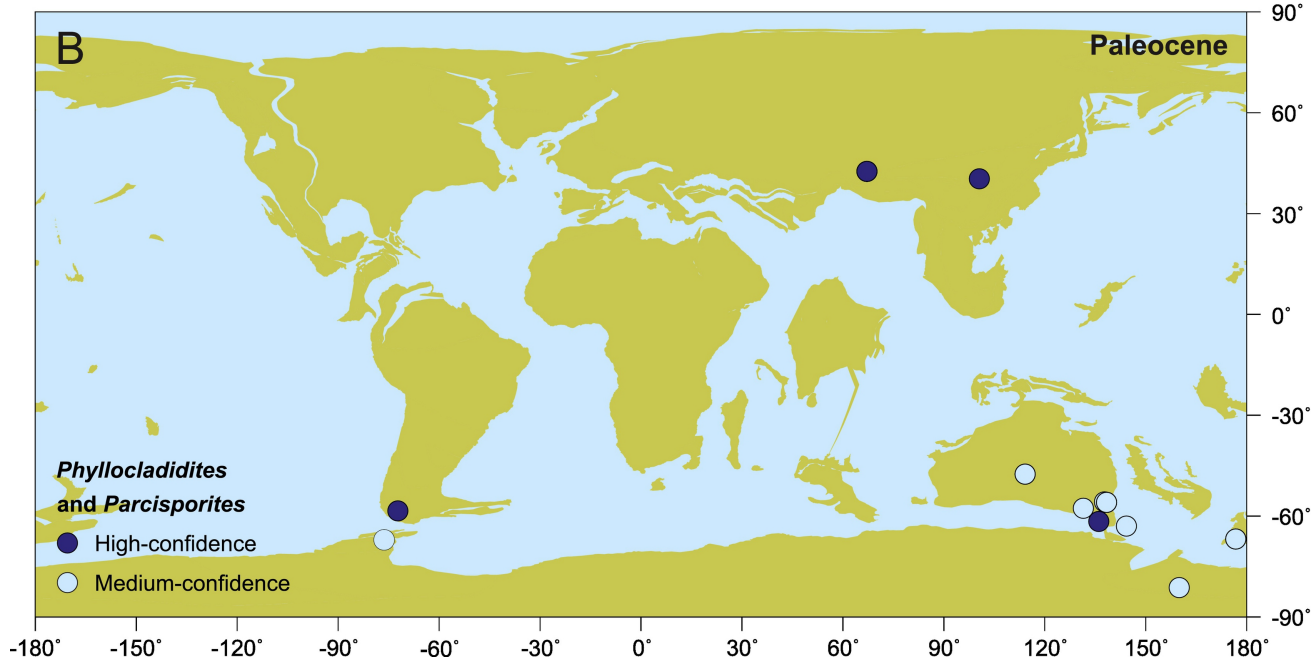 B
Paleocene
90°
60°
30°
0°
-30°
-60°
-90°
Phyllocladidites
and Parcisporites
High-confidence
Medium-confidence
-180° -150° -120° -90° -60° -30° 0° 30° 60° 90° 120° 150° 180°